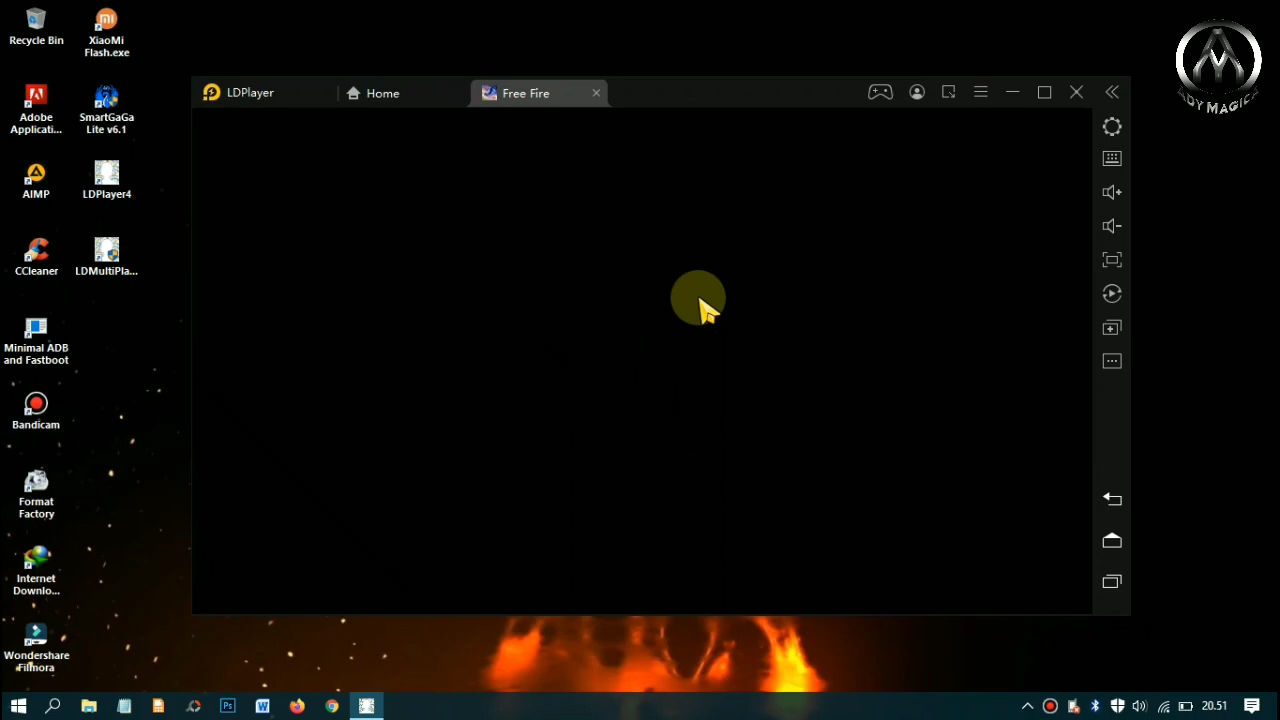 Recycle Bin
XiaoMi
Flash.exe
Adobe
Applicati...
SmartGaGa
Lite v6.1
AIMP
LDPlayer4
CCleaner
LDMultiPla...
Minimal ADB
and Fastboot
Bandicam
Format
Factory
Internet
Downlo...
Wondershare
Filmora
LDPlayer
Home
Free Fire
Ps
W
20.51